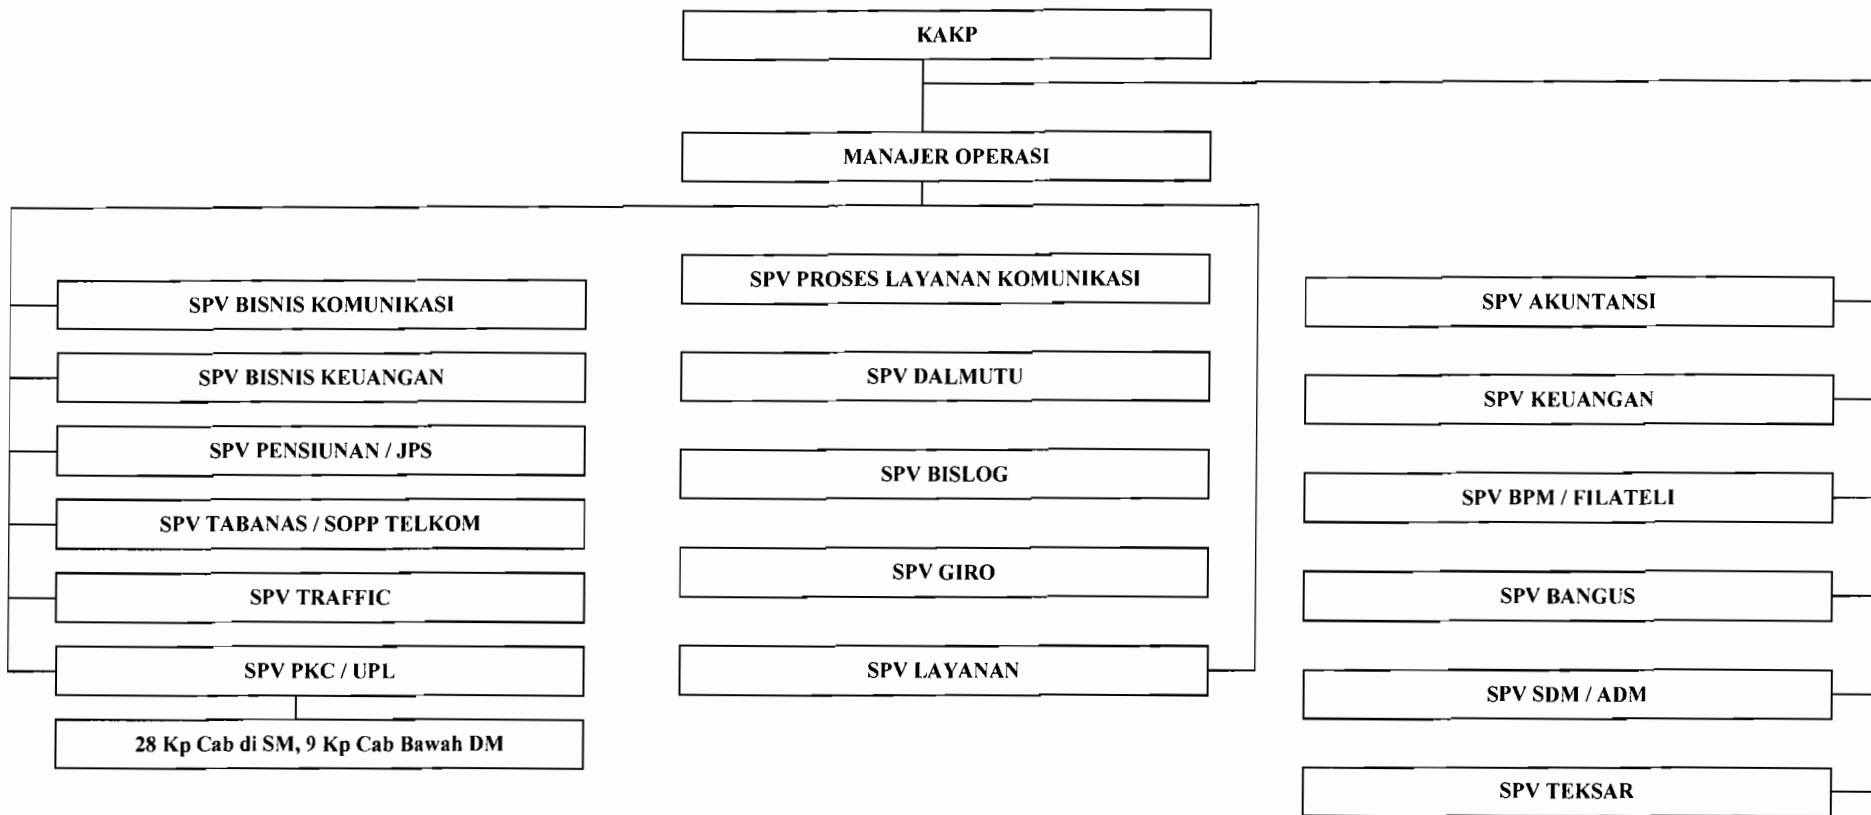 KAKP
MANAJER OPERASI
SPV BISNIS KOMUNIKASI
SPV BISNIS KEUANGAN
SPV PENSIUNAN / JPS
SPV TABANAS / SOPP TELKOM
SPV TRAFFIC
SPV PKC / UPL
28 Kp Cab di SM, 9 Kp Cab Bawah DM
SPV PROSES LAYANAN KOMUNIKASI
SPV DALMUTU
SPV BISLOG
SPV GIRO
SPV LAYANAN
SPV AKUNTANSI
SPV KEUANGAN
SPV BPM / FILATELI
SPV BANGUS
SPV SDM / ADM
SPV TEKSAR